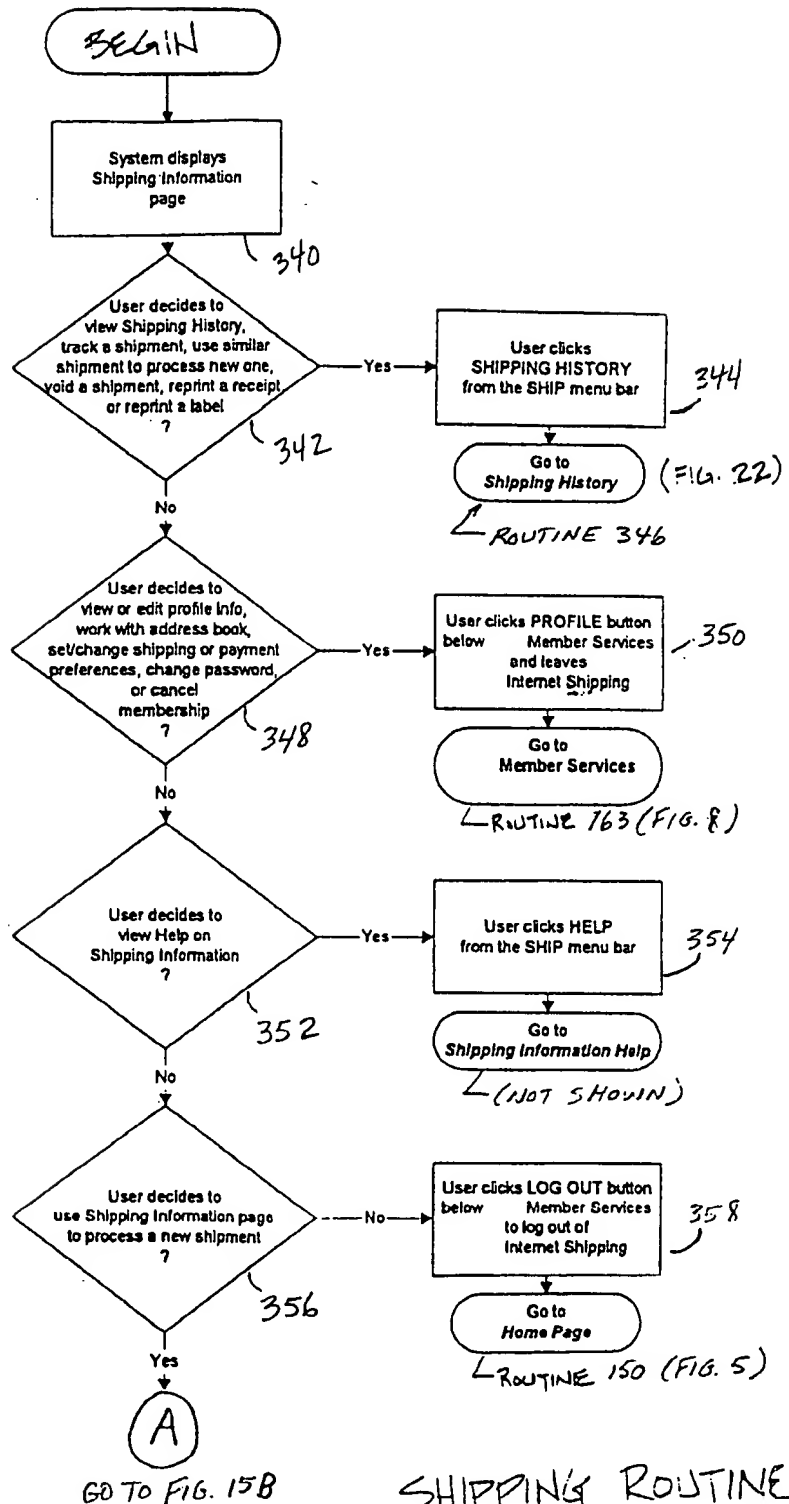 BEGIN
System displays
Shipping Information
page
340
User decides to
view Shipping History,
track a shipment, use similar
shipment to process new one,
void a shipment, reprint a receipt
or reprint a label
?
342
Yes
User clicks
SHIPPING HISTORY
from the SHIP menu bar
344
Go to
Shipping History
(FIG. 22)
ROUTINE 346
No
User decides to
view or edit profile info,
work with address book,
set/change shipping or payment
preferences, change password,
or cancel
membership
?
348
Yes
User clicks PROFILE button
below Member Services
and leaves
Internet Shipping
350
Go to
Member Services
ROUTINE 163 (FIG. 8)
No
User decides to
view Help on
Shipping Information
?
352
Yes
User clicks HELP
from the SHIP menu bar
354
Go to
Shipping Information Help
(NOT SHOWN)
No
User decides to
use Shipping Information page
to process a new shipment
?
356
No
User clicks LOG OUT button
below Member Services
to log out of
Internet Shipping
358
Go to
Home Page
ROUTINE 150 (FIG. 5)
Yes
A
GO TO FIG. 15B
SHIPPING ROUTINE